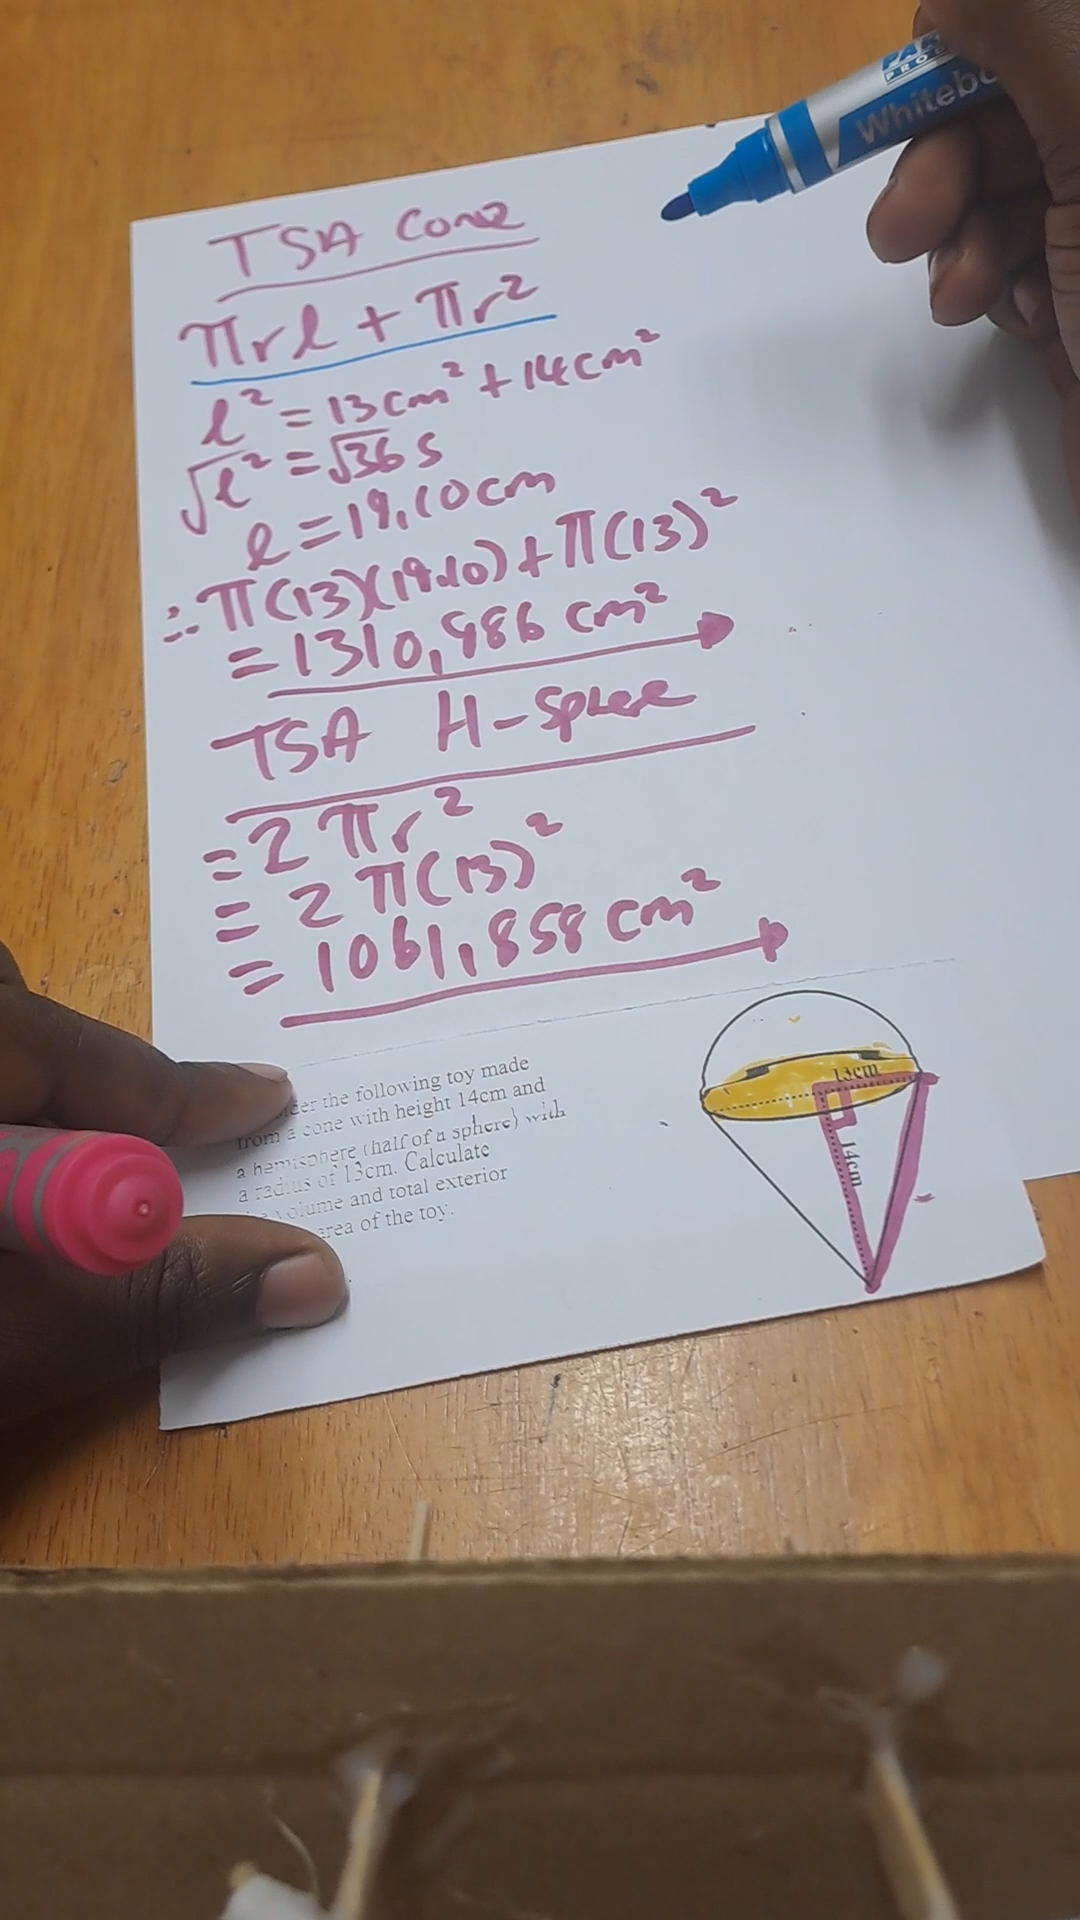 Whitebo
TSA Cone
πrl + πr²
l² = 13cm² + 14cm²
√l² = √365
l = 19,10cm
∴ π(13)(19.10) + π(13)²
= 1310,986 cm²
TSA H-Sphere
= 2πr²
= 2π(13)²
= 1061,858 cm²
der the following toy made
from a cone with height 14cm and
a hemisphere (half of a sphere) with
a radius of 13cm. Calculate
volume and total exterior
area of the toy.
13cm
14cm